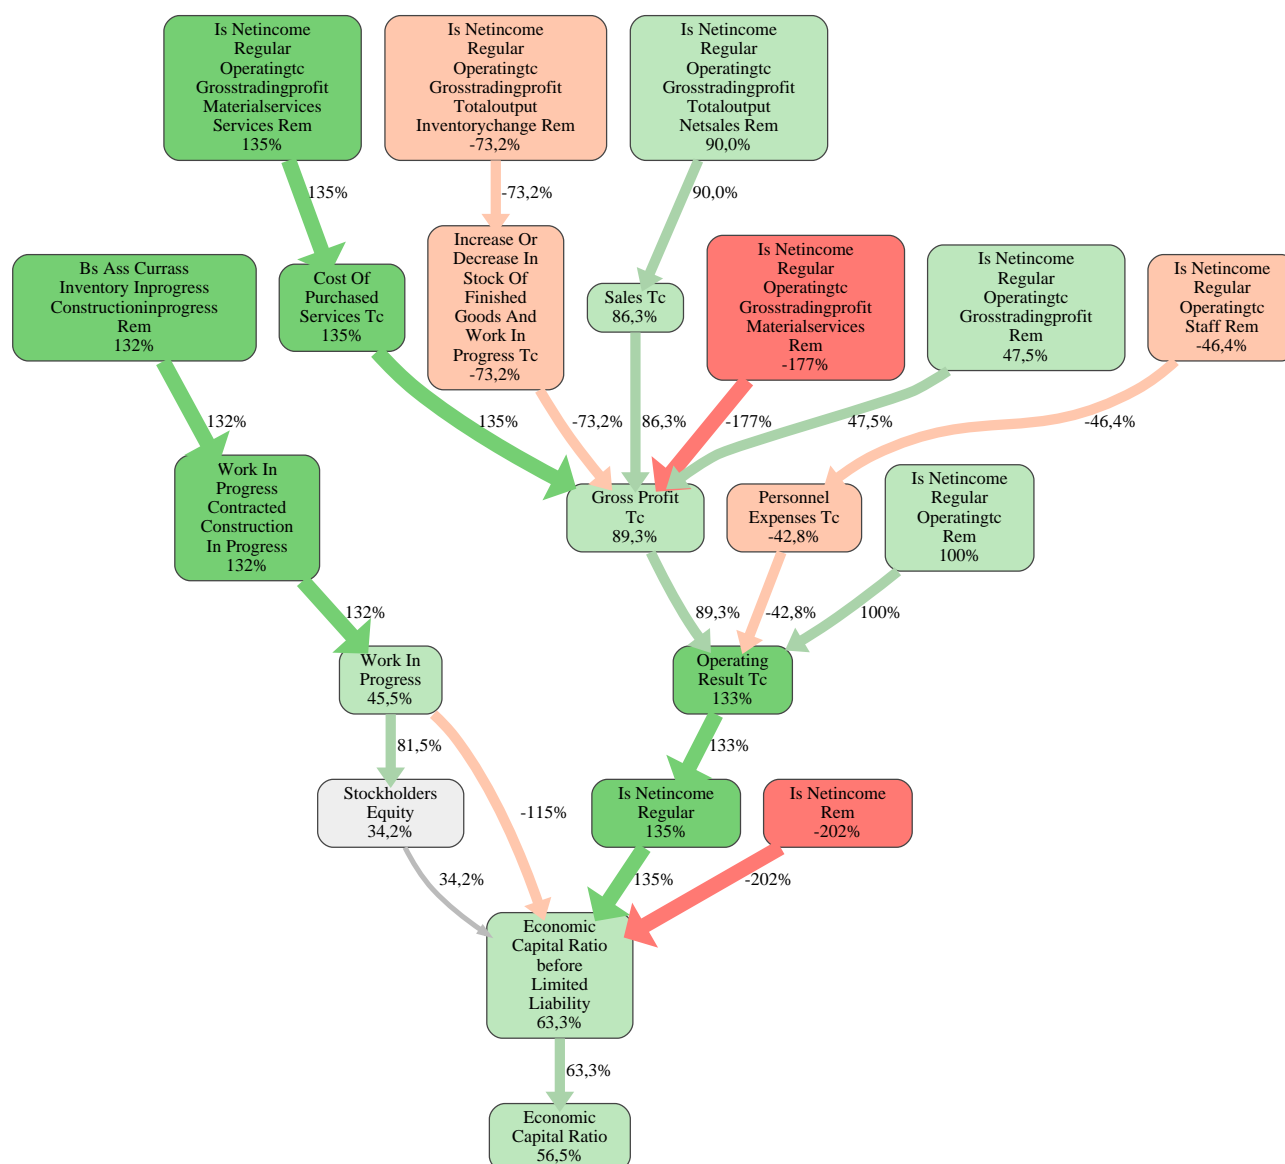 Is Netincome
Regular
Operatingtc
Grosstradingprofit
Materialservices
Services Rem
135%
Is Netincome
Regular
Operatingtc
Grosstradingprofit
Totaloutput
Inventorychange Rem
-73,2%
Is Netincome
Regular
Operatingtc
Grosstradingprofit
Totaloutput
Netsales Rem
90,0%
135%
-73,2%
90,0%
Bs Ass Currass
Inventory Inprogress
Constructioninprogress
Rem
132%
Cost Of
Purchased
Services Tc
135%
Increase Or
Decrease In
Stock Of
Finished
Goods And
Work In
Progress Tc
-73,2%
Sales Tc
86,3%
Is Netincome
Regular
Operatingtc
Grosstradingprofit
Materialservices
Rem
-177%
Is Netincome
Regular
Operatingtc
Grosstradingprofit
Rem
47,5%
Is Netincome
Regular
Operatingtc
Staff Rem
-46,4%
132%
135%
-73,2%
86,3%
-177%
47,5%
-46,4%
Work In
Progress
Contracted
Construction
In Progress
132%
Gross Profit
Tc
89,3%
Personnel
Expenses Tc
-42,8%
Is Netincome
Regular
Operatingtc
Rem
100%
132%
89,3%
-42,8%
100%
Work In
Progress
45,5%
Operating
Result Tc
133%
81,5%
133%
Stockholders
Equity
34,2%
-115%
Is Netincome
Regular
135%
Is Netincome
Rem
-202%
34,2%
135%
-202%
Economic
Capital Ratio
before
Limited
Liability
63,3%
63,3%
Economic
Capital Ratio
56,5%